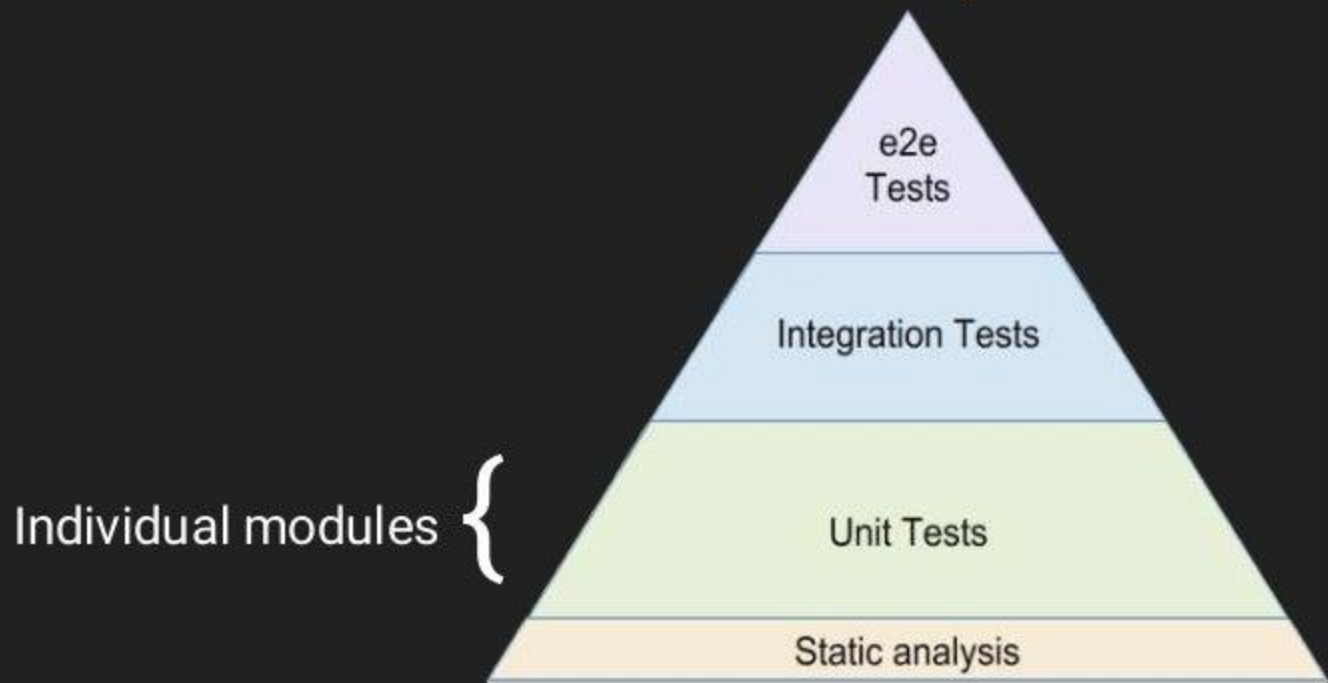 e2e
Tests
Integration Tests
Individual modules {
Unit Tests
Static analysis